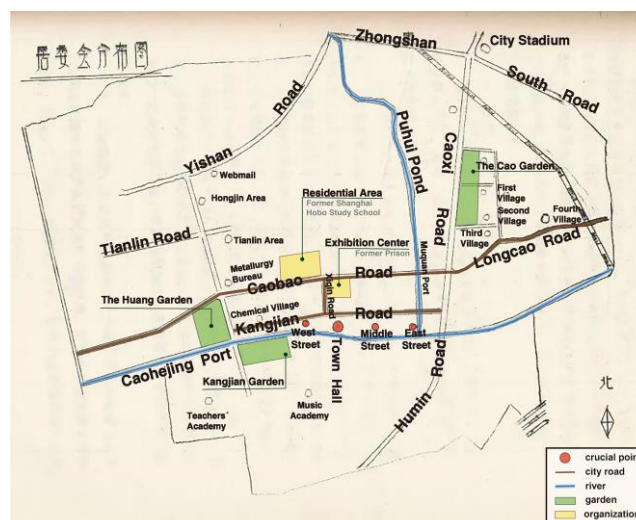 居委会分布图
Zhongshan
City Stadium
South Road
Yishan
Road
Puhui Pond
Caoxi
Road
The Cao Garden
Webmail
Hongjin Area
Residential Area
Former Shanghai
Hobo Study School
First
Village
Second
Village
Fourth
Village
Third
Village
Tianlin Road
Tianlin Area
Exhibition Center
Former Prison
Longcao Road
Metallurgy
Bureau
Caobao
Road
Xiqin Road
Muquan Port
The Huang Garden
Chemical Village
Kangjian
Road
West
Street
Town Hall
Middle
Street
East
Street
Caohejing Port
Kangjian Garden
Humin
Road
Teachers'
Academy
Music
Academy
北
crucial poin
city road
river
garden
organization